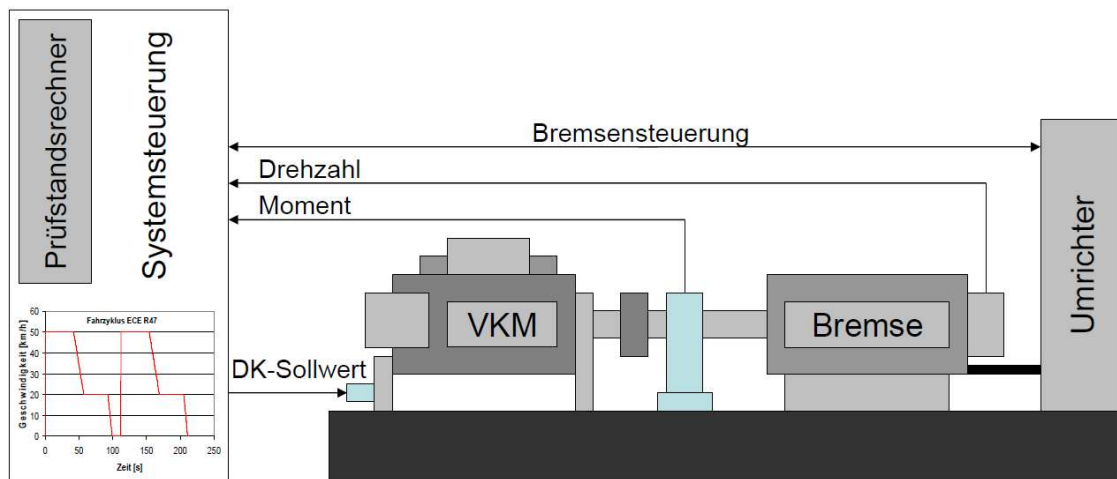 Prüfstandsrechner
Systemsteuerung
Bremsensteuerung
Drehzahl
Moment
Umrichter
VKM
Bremse
DK-Sollwert
Fahrzyklus ECE R47
Geschwindigkeit [km/h]
60
50
40
30
20
10
0
0 50 100 150 200 250
Zeit [s]